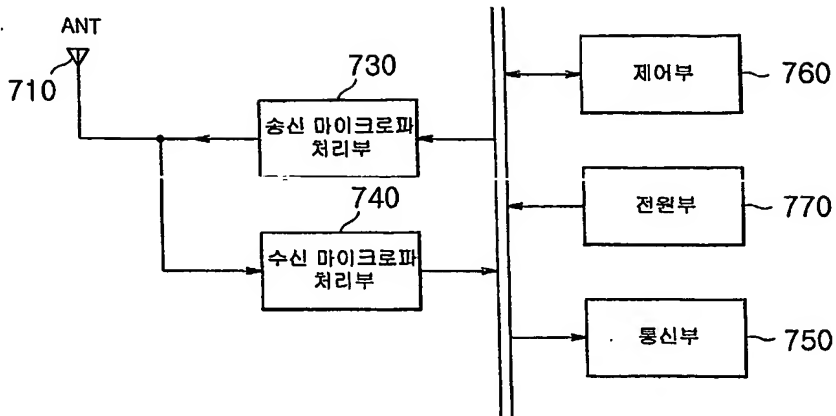 ANT
710
730
송신 마이크로파
처리부
740
수신 마이크로파
처리부
제어부
760
전원부
770
통신부
750